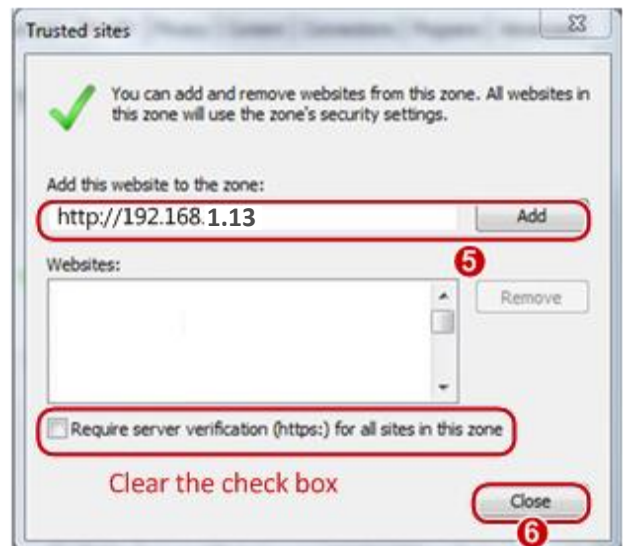 Trusted sites
You can add and remove websites from this zone. All websites in
this zone will use the zone's security settings.
Add this website to the zone:
http://192.168.1.13
Add
5
Websites:
Remove
Require server verification (https:) for all sites in this zone
Clear the check box
Close
6